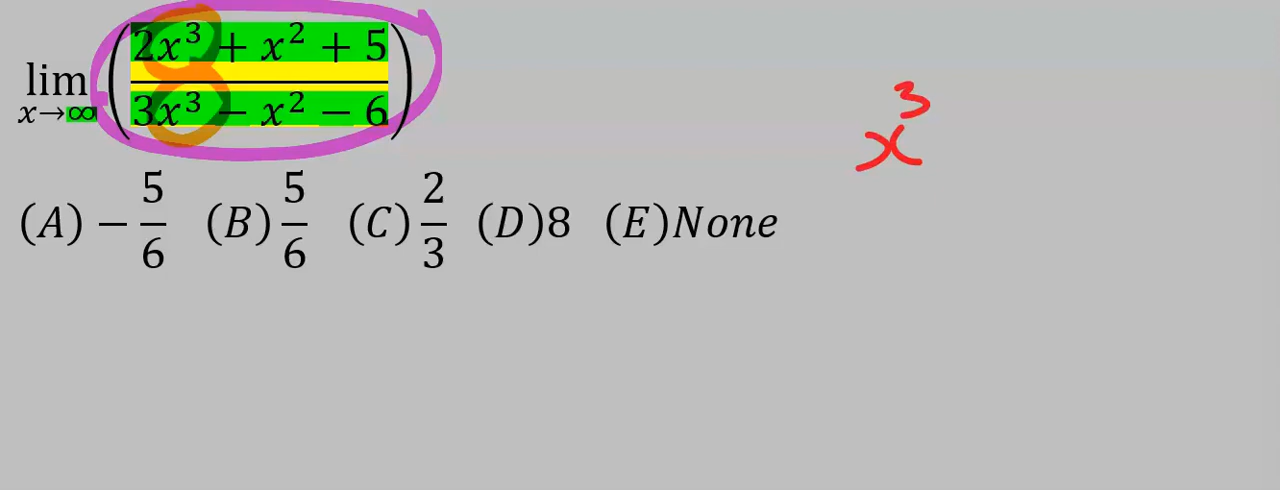 lim x→∞ (2x³ + x² + 5 / 3x³ − x² − 6)
x³
(A) − 5/6 (B) 5/6 (C) 2/3 (D)8 (E)None